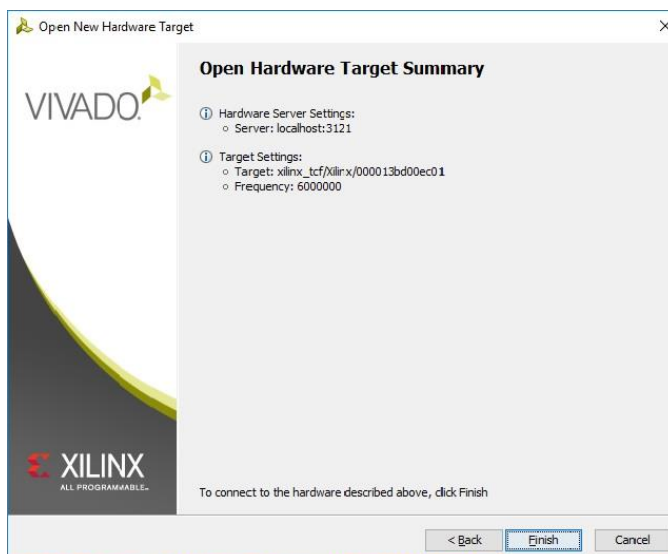 Open New Hardware Target
VIVADO.
Open Hardware Target Summary
Hardware Server Settings:
Server: localhost:3121
Target Settings:
Target: xilinx_tcf/Xilinx/000013bd00ec01
Frequency: 6000000
XILINX
ALL PROGRAMMABLE™
To connect to the hardware described above, click Finish
< Back Finish Cancel